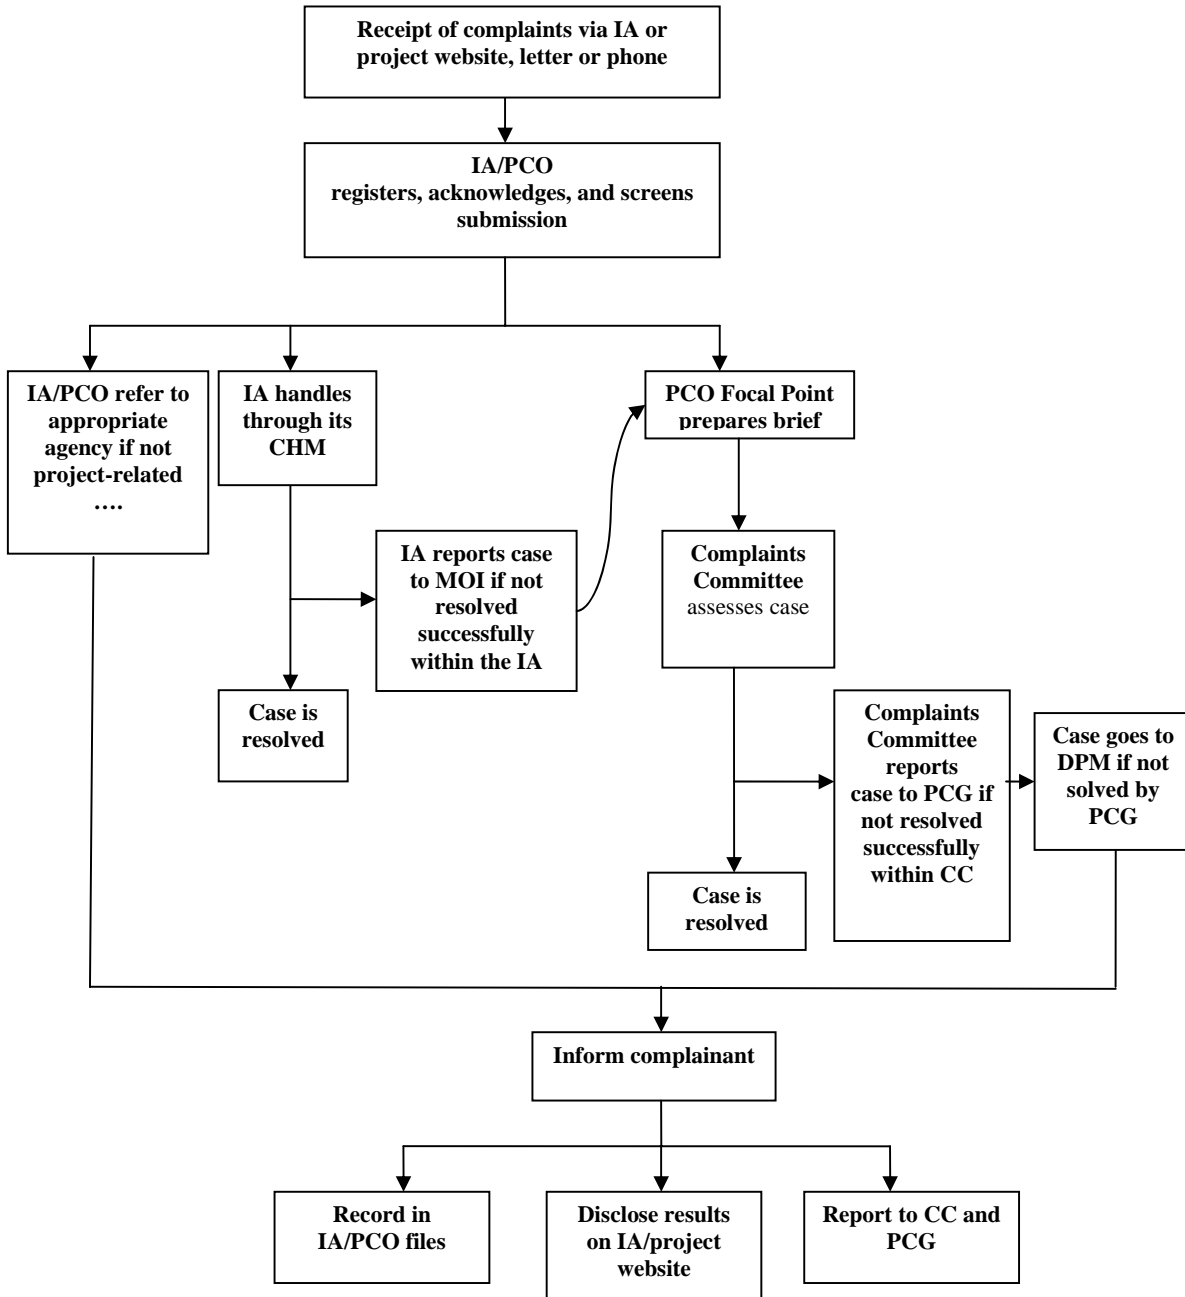 Receipt of complaints via IA or
project website, letter or phone
IA/PCO
registers, acknowledges, and screens
submission
IA/PCO refer to
appropriate
agency if not
project-related
….
IA handles
through its
CHM
PCO Focal Point
prepares brief
IA reports case
to MOI if not
resolved
successfully
within the IA
Complaints
Committee
assesses case
Case is
resolved
Complaints
Committee
reports
case to PCG if
not resolved
successfully
within CC
Case goes to
DPM if not
solved by
PCG
Case is
resolved
Inform complainant
Record in
IA/PCO files
Disclose results
on IA/project
website
Report to CC and
PCG